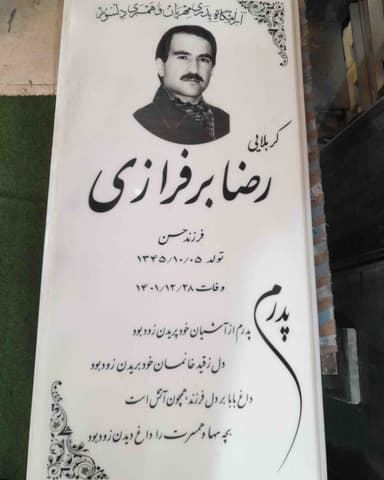 آرامگاه پدری مهربان و همسری دلسوز
کربلایی
رضا برفرازی
فرزند حسن
تولد ۱۳۴۵/۱۰/۰۵
وفات ۱۴۰۱/۱۲/۲۸
پدرم
پدرم از آشیان خود پریدن زود بود
دل ز قید خانمان خود بریدن زود بود
داغ بابا بر دل فرزند، همچون آتش است
بچه ها و همسرت را داغ دیدن زود بود